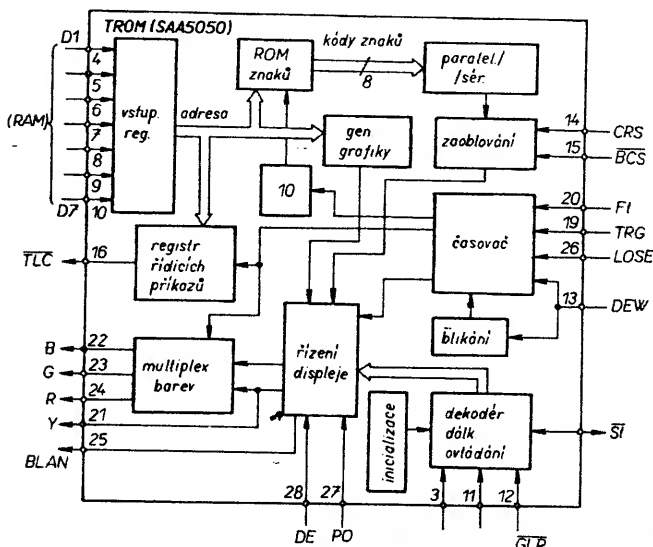 TROM (SAA5050)
D1
4
5
6
7
8
9
10
D7
(RAM)
vstup.
reg.
adresa
ROM
znaků
kódy znaků
8
paralel./
/sér.
zaoblování
14
CRS
15
BCS
gen
grafiky
10
časovač
20
FI
19
TRG
26
LOSE
13
DEW
blikání
TLC
16
registr
řídicích
příkazů
B
22
G
23
R
24
Y
21
BLAN
25
multiplex
barev
řízení
displeje
inicializace
dekodér
dálk
ovládání
SI
28
27
3
11
12
DE
PO
GLR